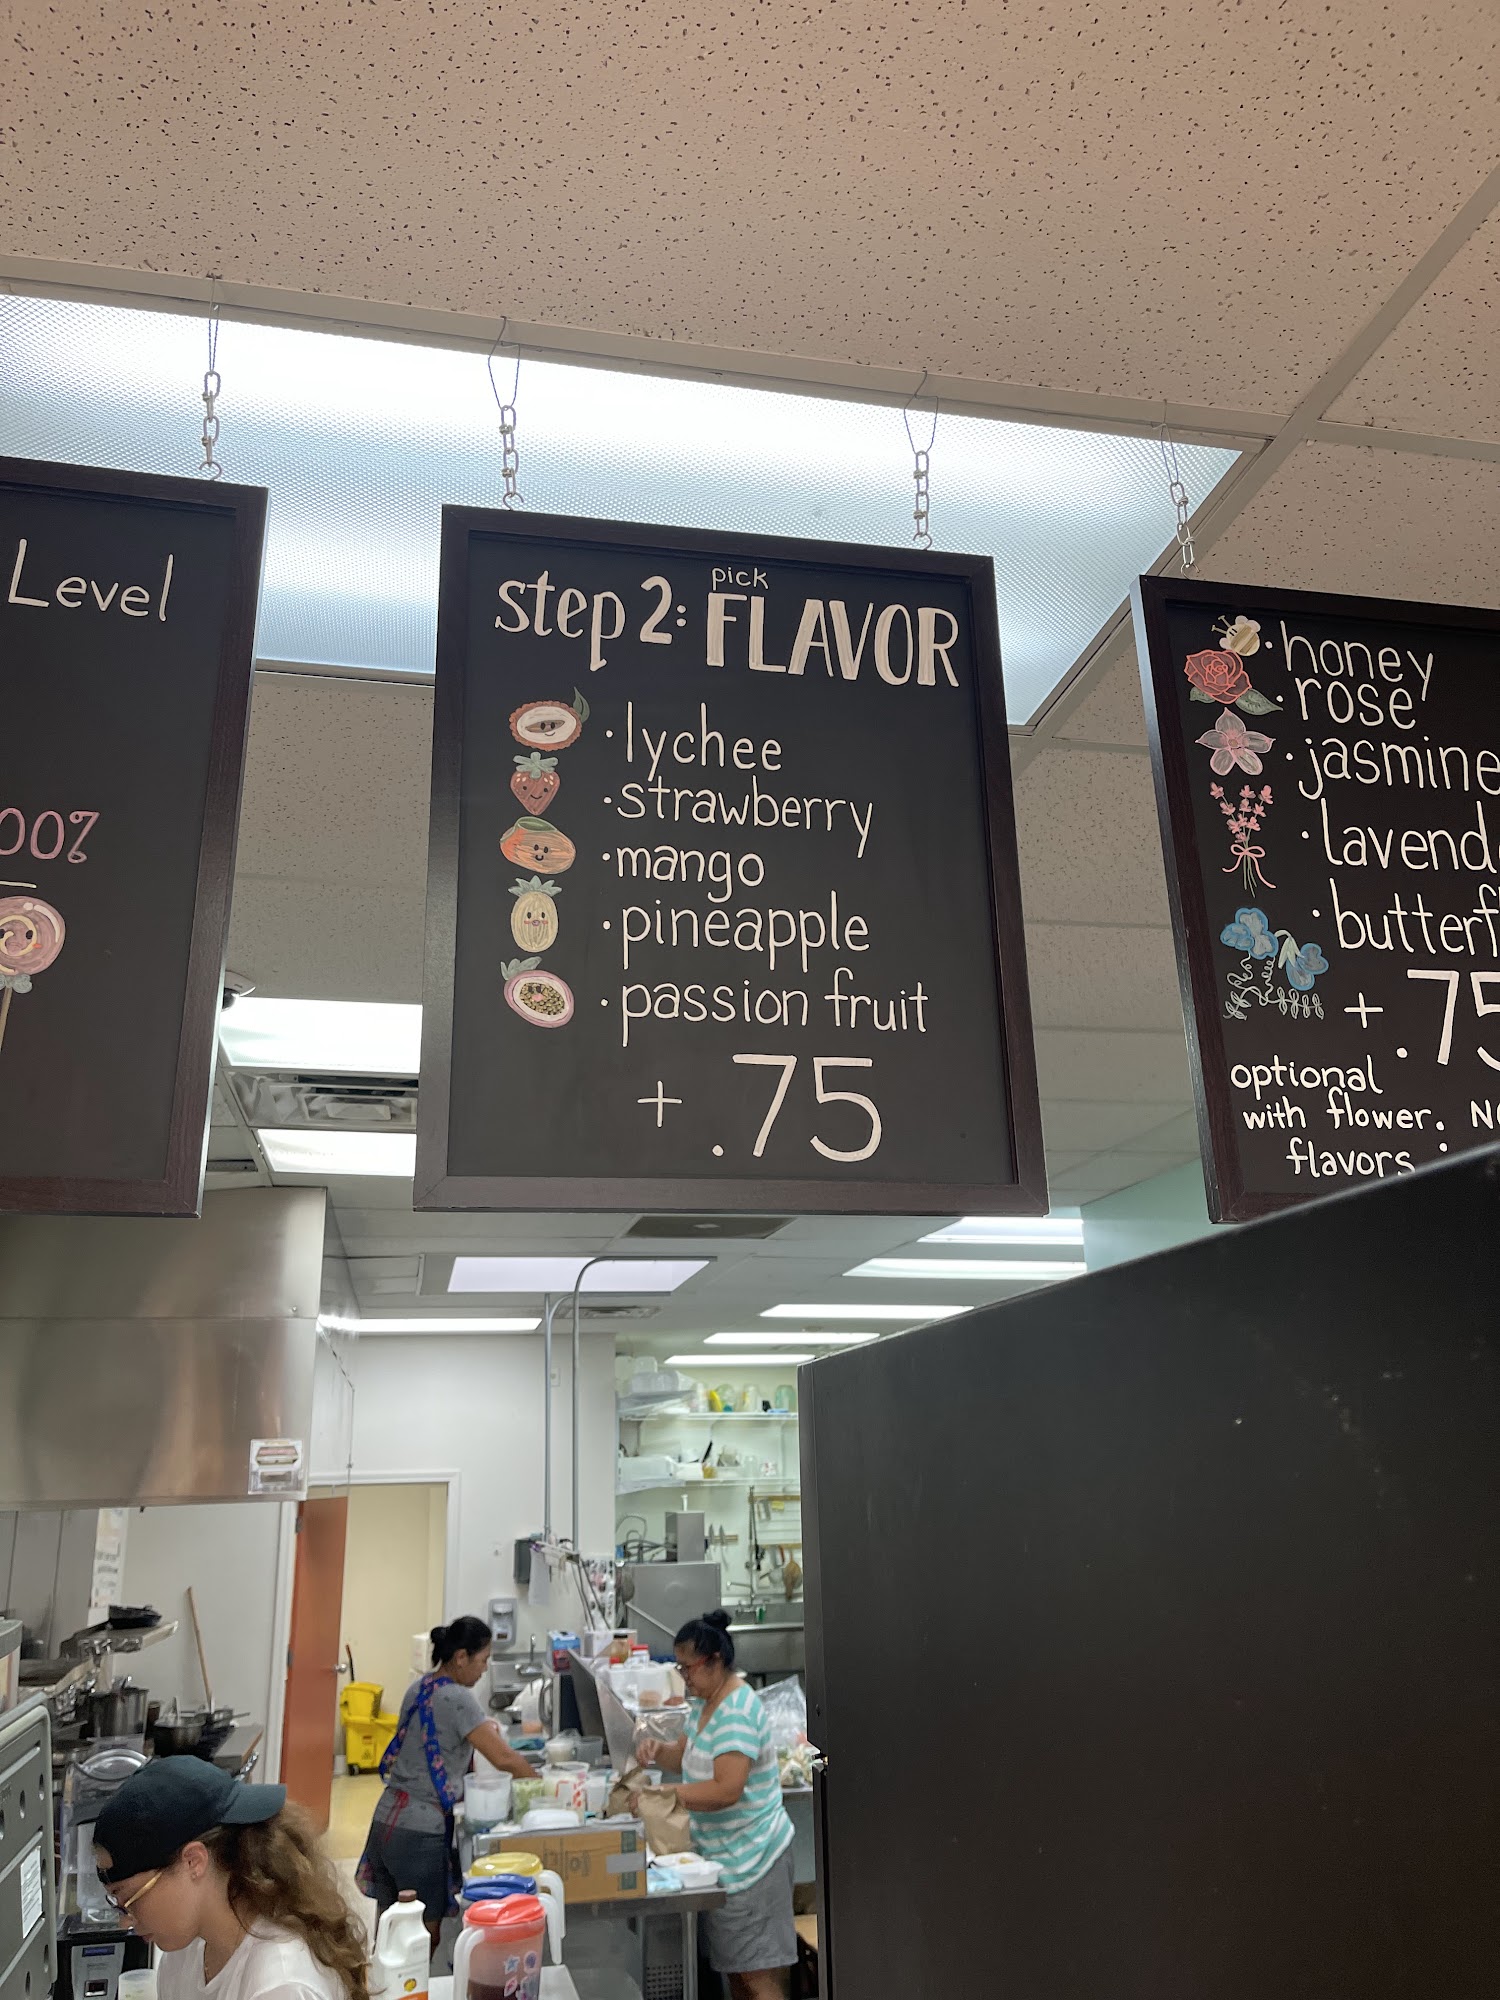 Level
00%
step 2: pick FLAVOR
· lychee
· strawberry
· mango
· pineapple
· passion fruit
+ .75
· honey
· rose
· jasmine
+ .75
optional
with flower.
flavors